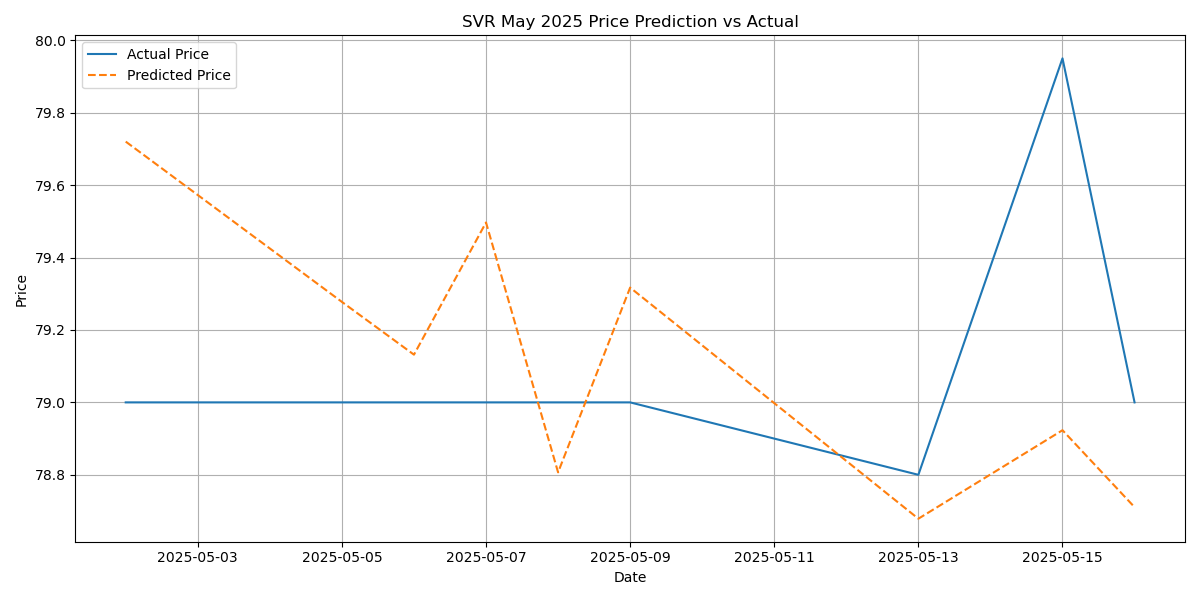 SVR May 2025 Price Prediction vs Actual
Actual Price
Predicted Price
80.0
79.8
79.6
79.4
79.2
79.0
78.8
Price
2025-05-03 2025-05-05 2025-05-07 2025-05-09 2025-05-11 2025-05-13 2025-05-15
Date